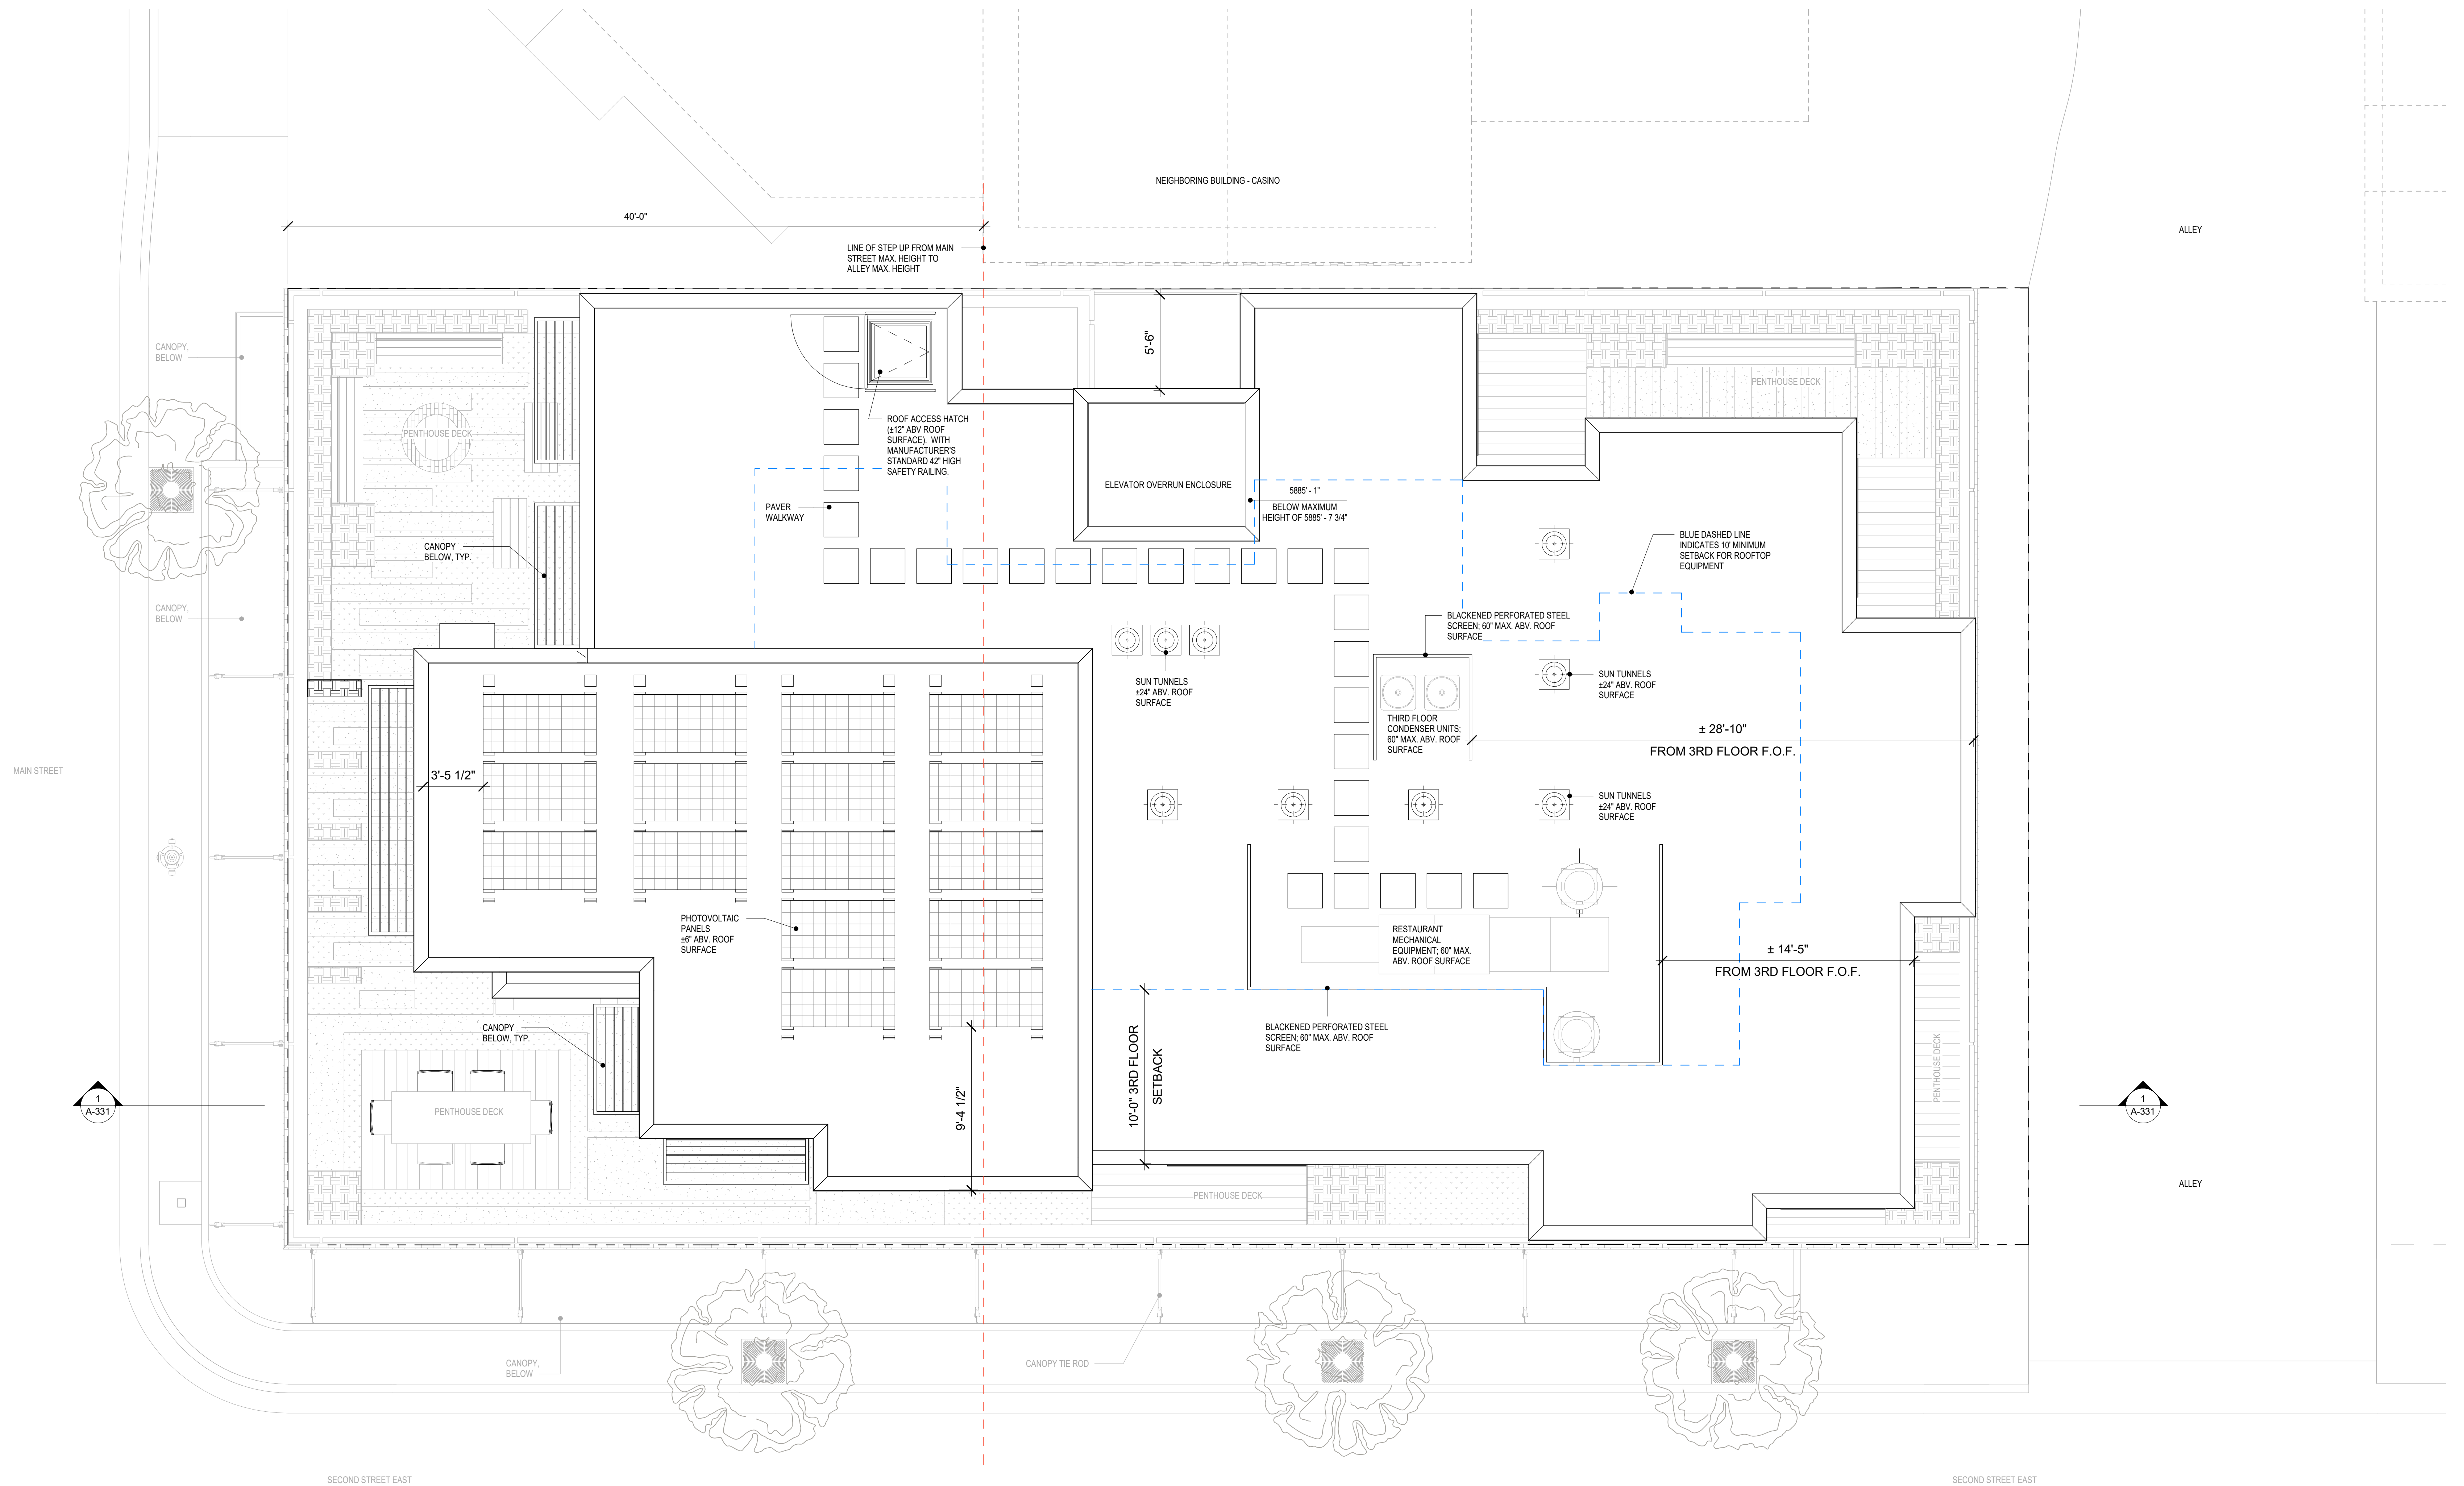 NEIGHBORING BUILDING - CASINO
40'-0"
ALLEY
LINE OF STEP UP FROM MAIN
STREET MAX. HEIGHT TO
ALLEY MAX. HEIGHT
CANOPY,
BELOW
5'-6"
PENTHOUSE DECK
PENTHOUSE DECK
ROOF ACCESS HATCH
(±12" ABV ROOF
SURFACE). WITH
MANUFACTURER'S
STANDARD 42" HIGH
SAFETY RAILING.
ELEVATOR OVERRUN ENCLOSURE
5885' - 1"
BELOW MAXIMUM
HEIGHT OF 5885' - 7 3/4"
PAVER
WALKWAY
CANOPY
BELOW, TYP.
BLUE DASHED LINE
INDICATES 10' MINIMUM
SETBACK FOR ROOFTOP
EQUIPMENT
CANOPY,
BELOW
BLACKENED PERFORATED STEEL
SCREEN; 60" MAX. ABV. ROOF
SURFACE
SUN TUNNELS
±24" ABV. ROOF
SURFACE
SUN TUNNELS
±24" ABV. ROOF
SURFACE
THIRD FLOOR
CONDENSER UNITS;
60" MAX. ABV. ROOF
SURFACE
± 28'-10"
FROM 3RD FLOOR F.O.F.
MAIN STREET
3'-5 1/2"
SUN TUNNELS
±24" ABV. ROOF
SURFACE
PHOTOVOLTAIC
PANELS
±6" ABV. ROOF
SURFACE
RESTAURANT
MECHANICAL
EQUIPMENT; 60" MAX.
ABV. ROOF SURFACE
± 14'-5"
FROM 3RD FLOOR F.O.F.
CANOPY
BELOW, TYP.
BLACKENED PERFORATED STEEL
SCREEN; 60" MAX. ABV. ROOF
SURFACE
10'-0" 3RD FLOOR
SETBACK
9'-4 1/2"
PENTHOUSE DECK
1
A-331
PENTHOUSE DECK
1
A-331
PENTHOUSE DECK
ALLEY
CANOPY,
BELOW
CANOPY TIE ROD
SECOND STREET EAST
SECOND STREET EAST